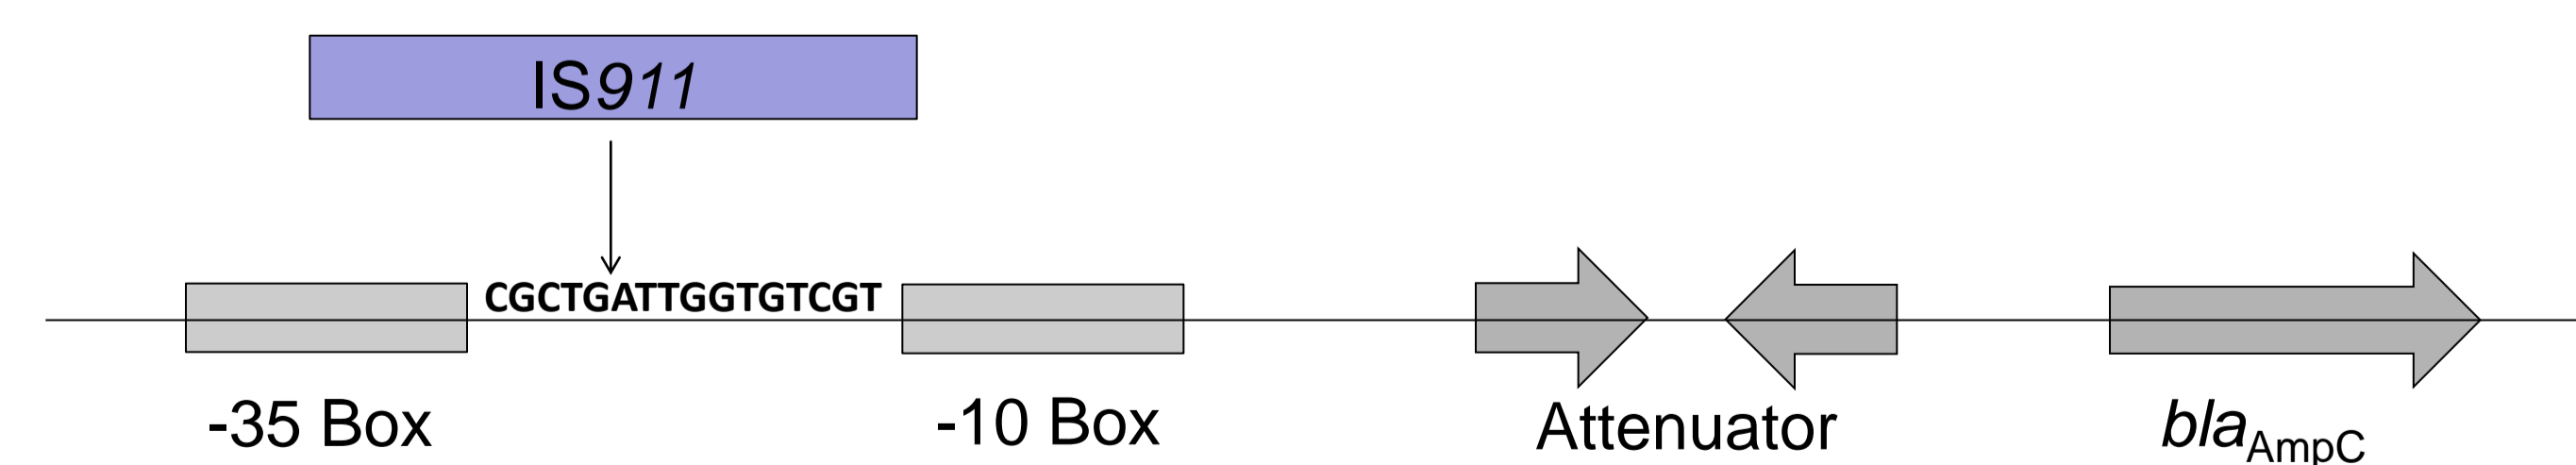 IS911
CGCTGATTGGTGTCGT
-35 Box
-10 Box
Attenuator
blaAmpC